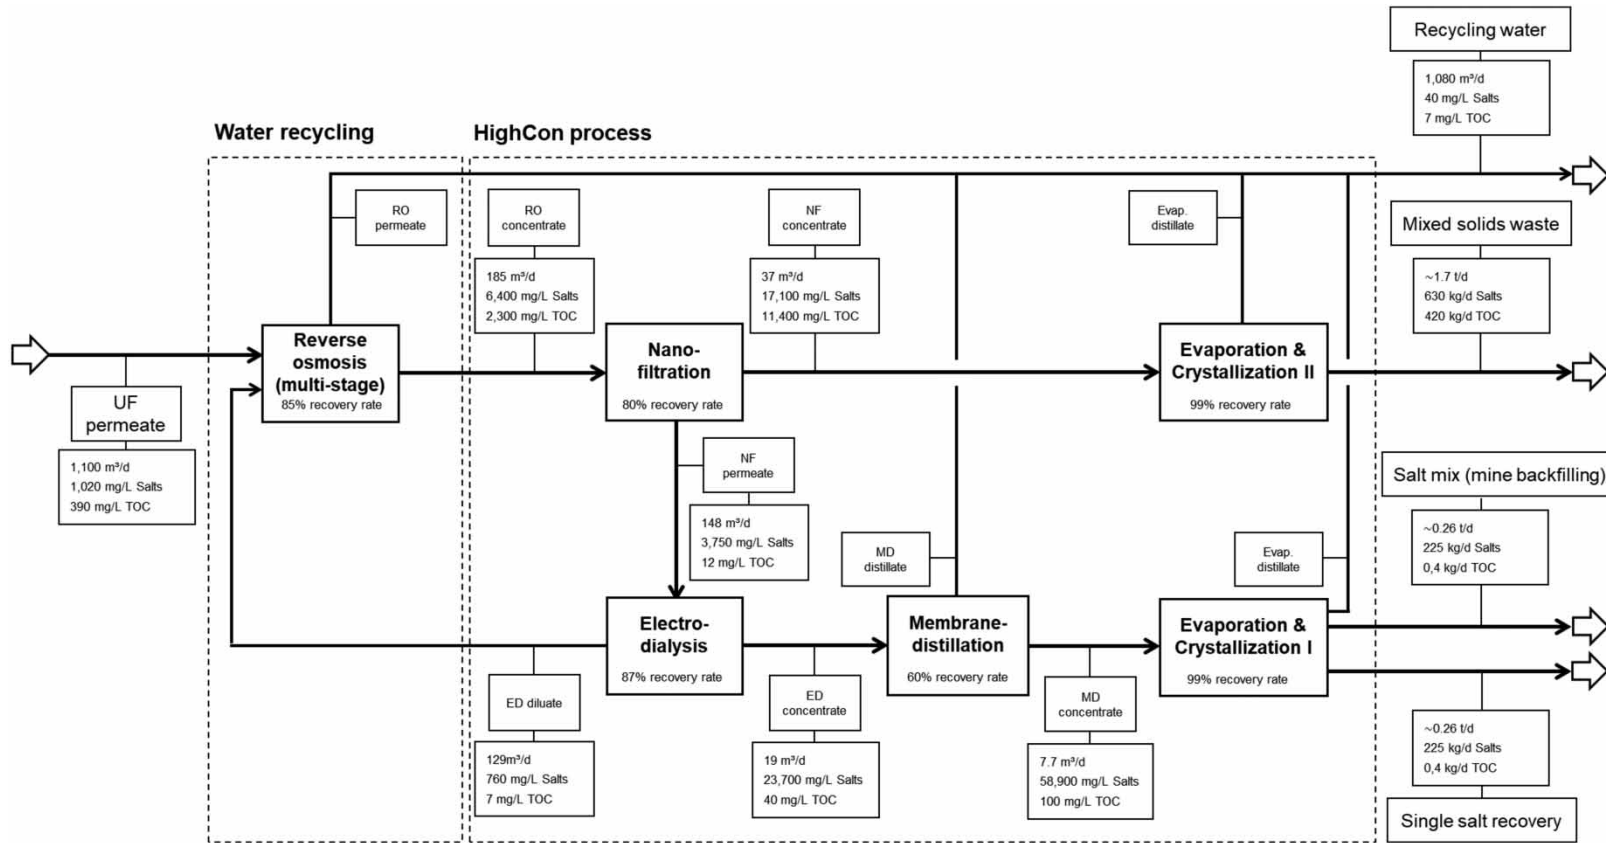 Recycling water
1,080 m³/d
40 mg/L Salts
7 mg/L TOC
Water recycling
HighCon process
RO
permeate
RO
concentrate
185 m³/d
6,400 mg/L Salts
2,300 mg/L TOC
NF
concentrate
37 m³/d
17,100 mg/L Salts
11,400 mg/L TOC
Evap.
distillate
Mixed solids waste
~1.7 t/d
630 kg/d Salts
420 kg/d TOC
Reverse
osmosis
(multi-stage)
85% recovery rate
Nano-
filtration
80% recovery rate
Evaporation &
Crystallization II
99% recovery rate
UF
permeate
1,100 m³/d
1,020 mg/L Salts
390 mg/L TOC
NF
permeate
148 m³/d
3,750 mg/L Salts
12 mg/L TOC
MD
distillate
Evap.
distillate
Salt mix (mine backfilling)
~0.26 t/d
225 kg/d Salts
0,4 kg/d TOC
Electro-
dialysis
87% recovery rate
Membrane-
distillation
60% recovery rate
Evaporation &
Crystallization I
99% recovery rate
ED diluate
129m³/d
760 mg/L Salts
7 mg/L TOC
ED
concentrate
19 m³/d
23,700 mg/L Salts
40 mg/L TOC
MD
concentrate
7.7 m³/d
58,900 mg/L Salts
100 mg/L TOC
~0.26 t/d
225 kg/d Salts
0,4 kg/d TOC
Single salt recovery